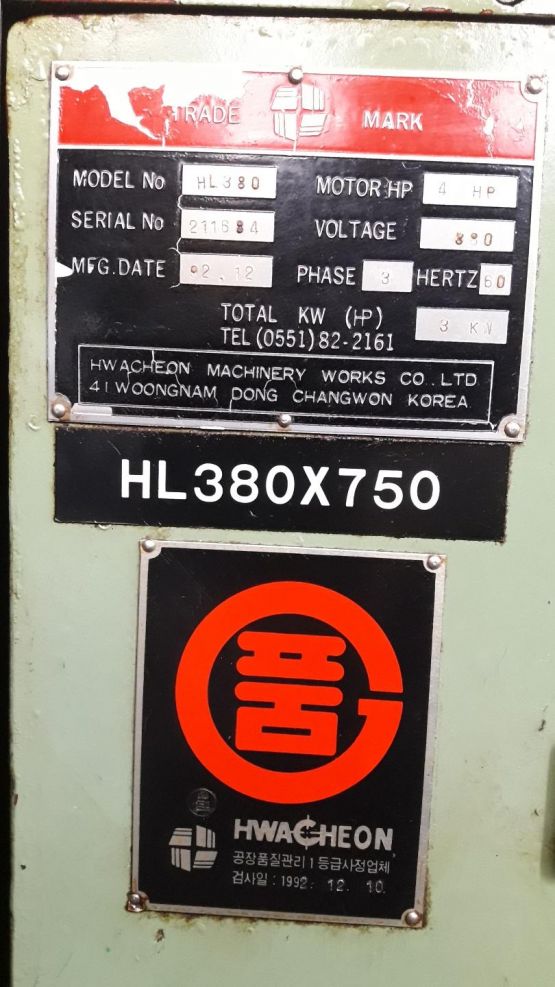 TRADE MARK
MODEL No HL380
MOTOR HP 4 HP
SERIAL No 211684
VOLTAGE 380
MFG. DATE 92.12
PHASE 3 HERTZ 60
TOTAL KW (HP) 3 KW
TEL (0551) 82-2161
HWACHEON MACHINERY WORKS CO., LTD
41 WOONGNAM DONG CHANGWON KOREA
HL380X750
품
HWACHEON
공장품질관리 1 등급사정업체
검사일 : 1992. 12. 10.